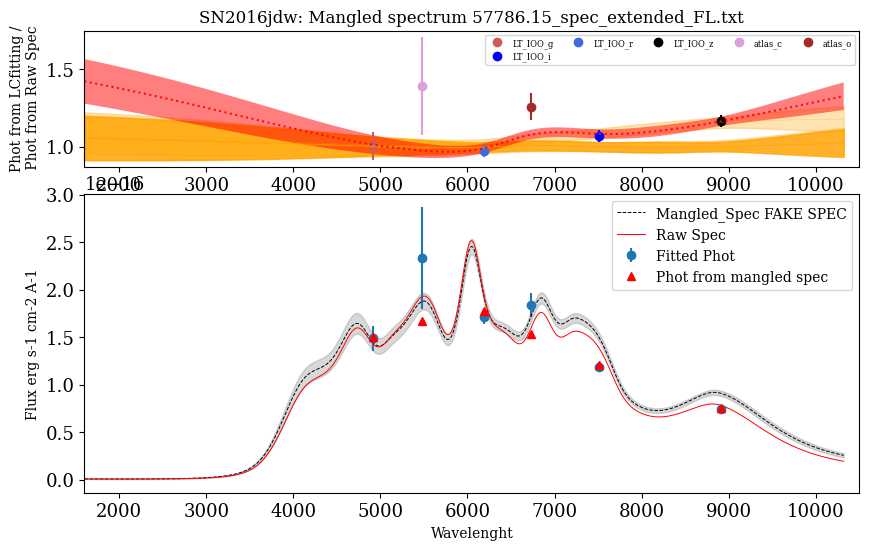 SN2016jdw: Mangled spectrum 57786.15_spec_extended_FL.txt
Phot from LCfitting /
Phot from Raw Spec
1.5
1.0
LT_IOO_g
LT_IOO_r
LT_IOO_z
atlas_c
atlas_o
LT_IOO_i
2000 3000 4000 5000 6000 7000 8000 9000 10000
1e−16
Flux erg s-1 cm-2 A-1
3.0
2.5
2.0
1.5
1.0
0.5
0.0
Mangled_Spec FAKE SPEC
Raw Spec
Fitted Phot
Phot from mangled spec
2000 3000 4000 5000 6000 7000 8000 9000 10000
Wavelenght